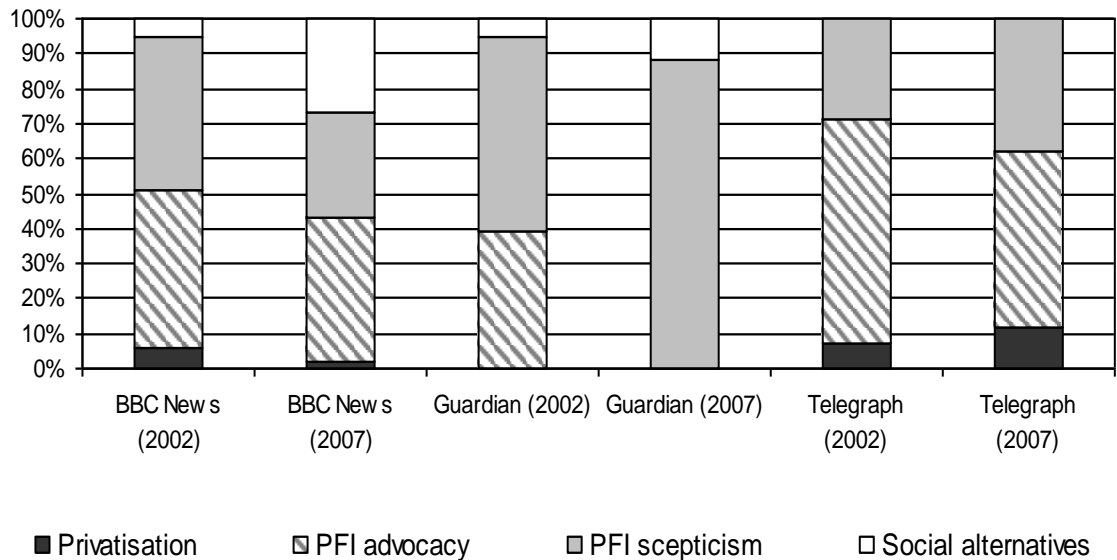 100%
90%
80%
70%
60%
50%
40%
30%
20%
10%
0%
BBC New s
(2002)
BBC New s
(2007)
Guardian (2002)
Guardian (2007)
Telegraph
(2002)
Telegraph
(2007)
Privatisation
PFI advocacy
PFI scepticism
Social alternatives